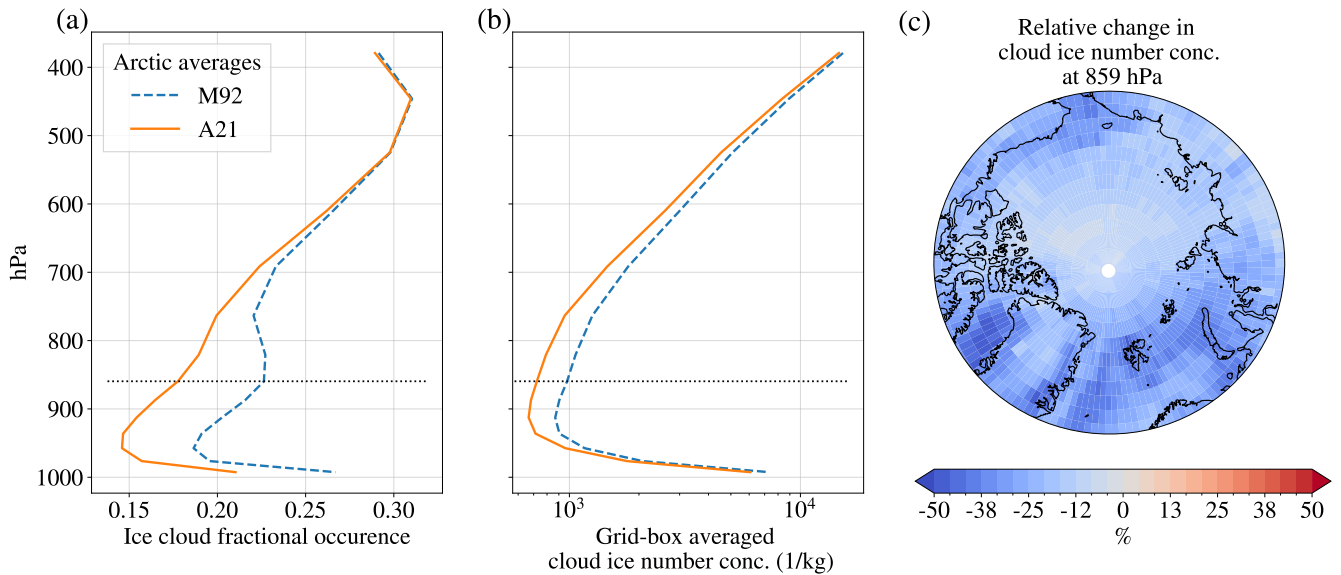 (a)
Arctic averages
M92
A21
hPa
400
500
600
700
800
900
1000
0.15 0.20 0.25 0.30
Ice cloud fractional occurence
(b)
10³ 10⁴
Grid-box averaged
cloud ice number conc. (1/kg)
(c)
Relative change in
cloud ice number conc.
at 859 hPa
-50 -38 -25 -12 0 13 25 38 50
%